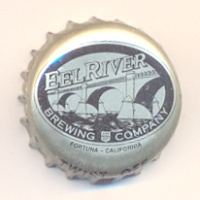 EEL RIVER
BREWING COMPANY
FORTUNA - CALIFORNIA